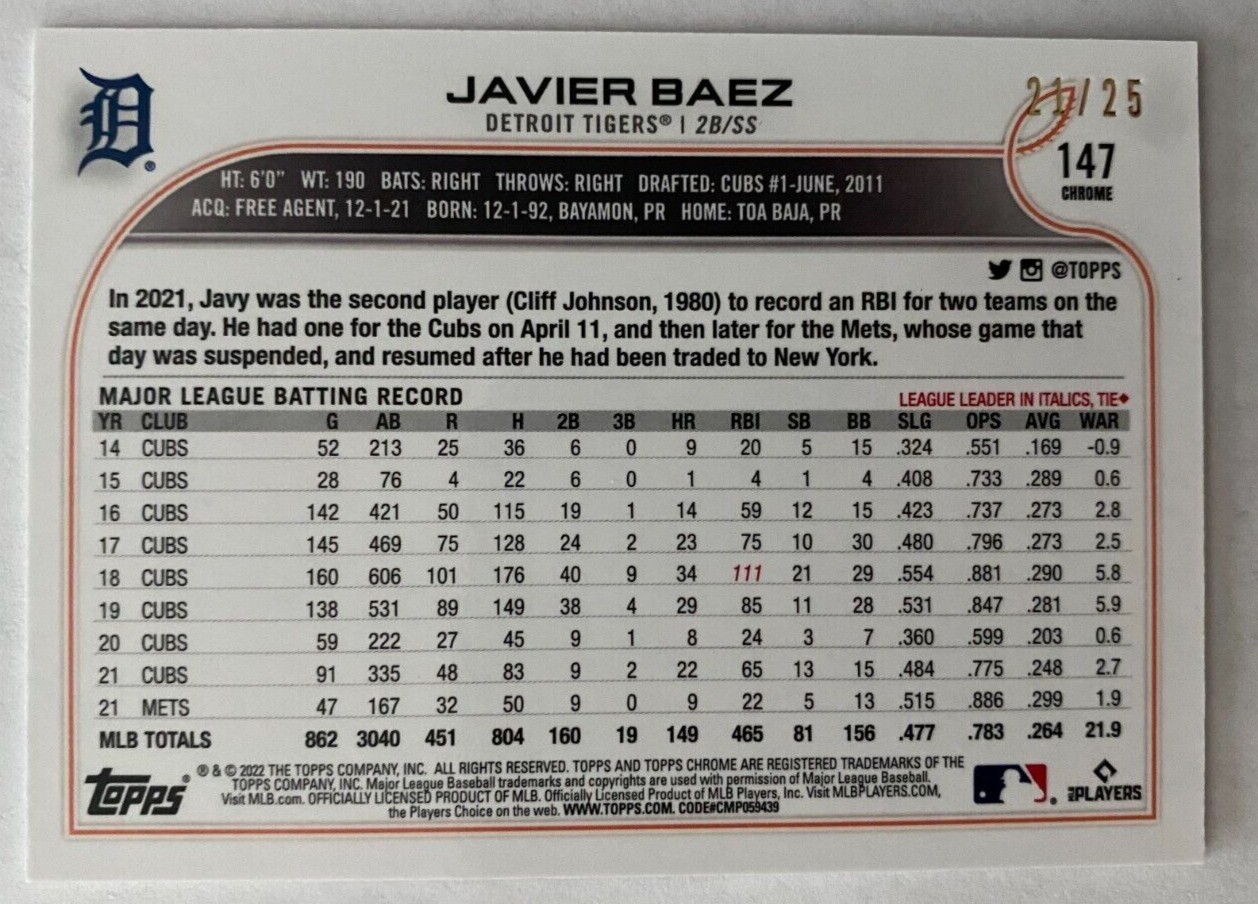 D®
JAVIER BAEZ
DETROIT TIGERS® | 2B/SS
21/25
147
CHROME
HT: 6'0" WT: 190 BATS: RIGHT THROWS: RIGHT DRAFTED: CUBS #1-JUNE, 2011
ACQ: FREE AGENT, 12-1-21 BORN: 12-1-92, BAYAMON, PR HOME: TOA BAJA, PR
@TOPPS
In 2021, Javy was the second player (Cliff Johnson, 1980) to record an RBI for two teams on the
same day. He had one for the Cubs on April 11, and then later for the Mets, whose game that
day was suspended, and resumed after he had been traded to New York.
MAJOR LEAGUE BATTING RECORD LEAGUE LEADER IN ITALICS, TIE◆
YR CLUB G AB R H 2B 3B HR RBI SB BB SLG OPS AVG WAR
14 CUBS 52 213 25 36 6 0 9 20 5 15 .324 .551 .169 -0.9
15 CUBS 28 76 4 22 6 0 1 4 1 4 .408 .733 .289 0.6
16 CUBS 142 421 50 115 19 1 14 59 12 15 .423 .737 .273 2.8
17 CUBS 145 469 75 128 24 2 23 75 10 30 .480 .796 .273 2.5
18 CUBS 160 606 101 176 40 9 34 111 21 29 .554 .881 .290 5.8
19 CUBS 138 531 89 149 38 4 29 85 11 28 .531 .847 .281 5.9
20 CUBS 59 222 27 45 9 1 8 24 3 7 .360 .599 .203 0.6
21 CUBS 91 335 48 83 9 2 22 65 13 15 .484 .775 .248 2.7
21 METS 47 167 32 50 9 0 9 22 5 13 .515 .886 .299 1.9
MLB TOTALS 862 3040 451 804 160 19 149 465 81 156 .477 .783 .264 21.9
Topps®
® & © 2022 THE TOPPS COMPANY, INC. ALL RIGHTS RESERVED. TOPPS AND TOPPS CHROME ARE REGISTERED TRADEMARKS OF THE
TOPPS COMPANY, INC. Major League Baseball trademarks and copyrights are used with permission of Major League Baseball.
Visit MLB.com. OFFICIALLY LICENSED PRODUCT OF MLB. Officially Licensed Product of MLB Players, Inc. Visit MLBPLAYERS.COM,
the Players Choice on the web. WWW.TOPPS.COM. CODE#CMP059439
MLB PLAYERS